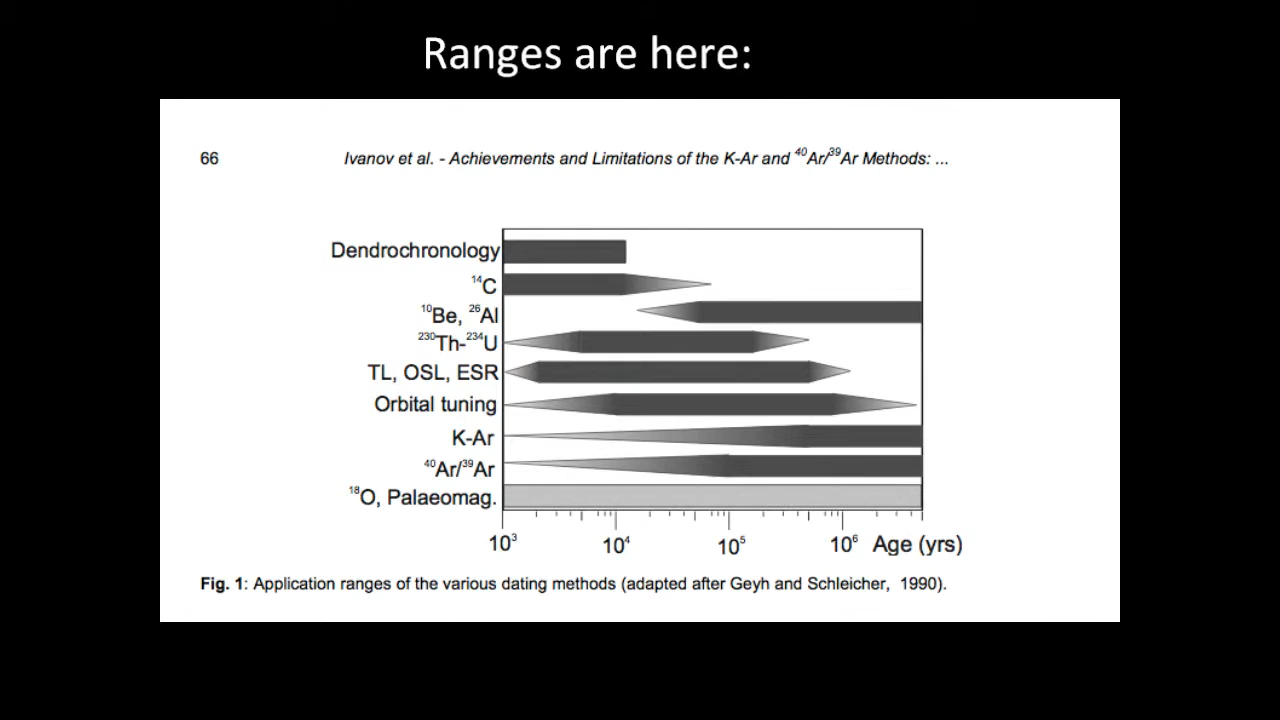 Ranges are here:
66 Ivanov et al. - Achievements and Limitations of the K-Ar and ⁴⁰Ar/³⁹Ar Methods: ...
Dendrochronology
¹⁴C
¹⁰Be, ²⁶Al
²³⁰Th-²³⁴U
TL, OSL, ESR
Orbital tuning
K-Ar
⁴⁰Ar/³⁹Ar
¹⁸O, Palaeomag.
10³ 10⁴ 10⁵ 10⁶ Age (yrs)
Fig. 1: Application ranges of the various dating methods (adapted after Geyh and Schleicher, 1990).